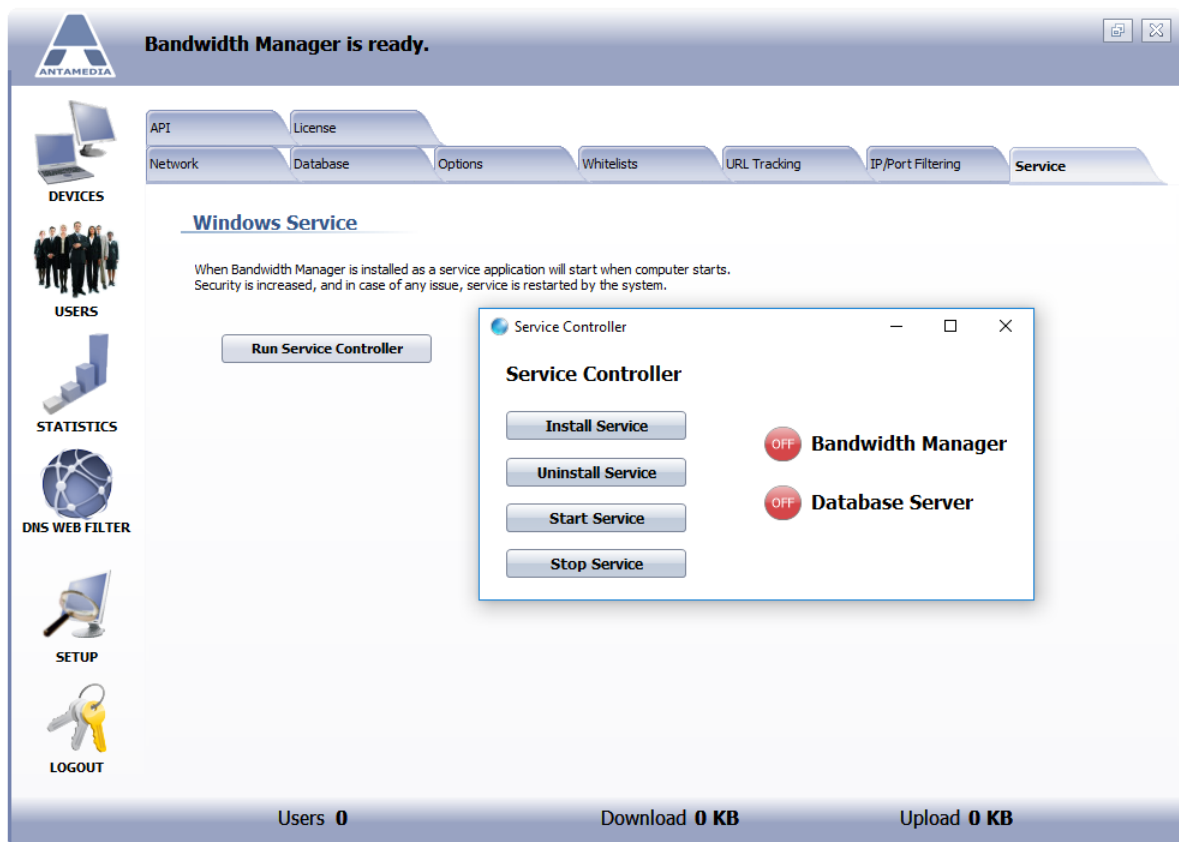 ANTAMEDIA
Bandwidth Manager is ready.
API
License
Network
Database
Options
Whitelists
URL Tracking
IP/Port Filtering
Service
DEVICES
USERS
STATISTICS
DNS WEB FILTER
SETUP
LOGOUT
Windows Service
When Bandwidth Manager is installed as a service application will start when computer starts.
Security is increased, and in case of any issue, service is restarted by the system.
Run Service Controller
Service Controller
Service Controller
Install Service
Uninstall Service
Start Service
Stop Service
OFF Bandwidth Manager
OFF Database Server
Users 0
Download 0 KB
Upload 0 KB